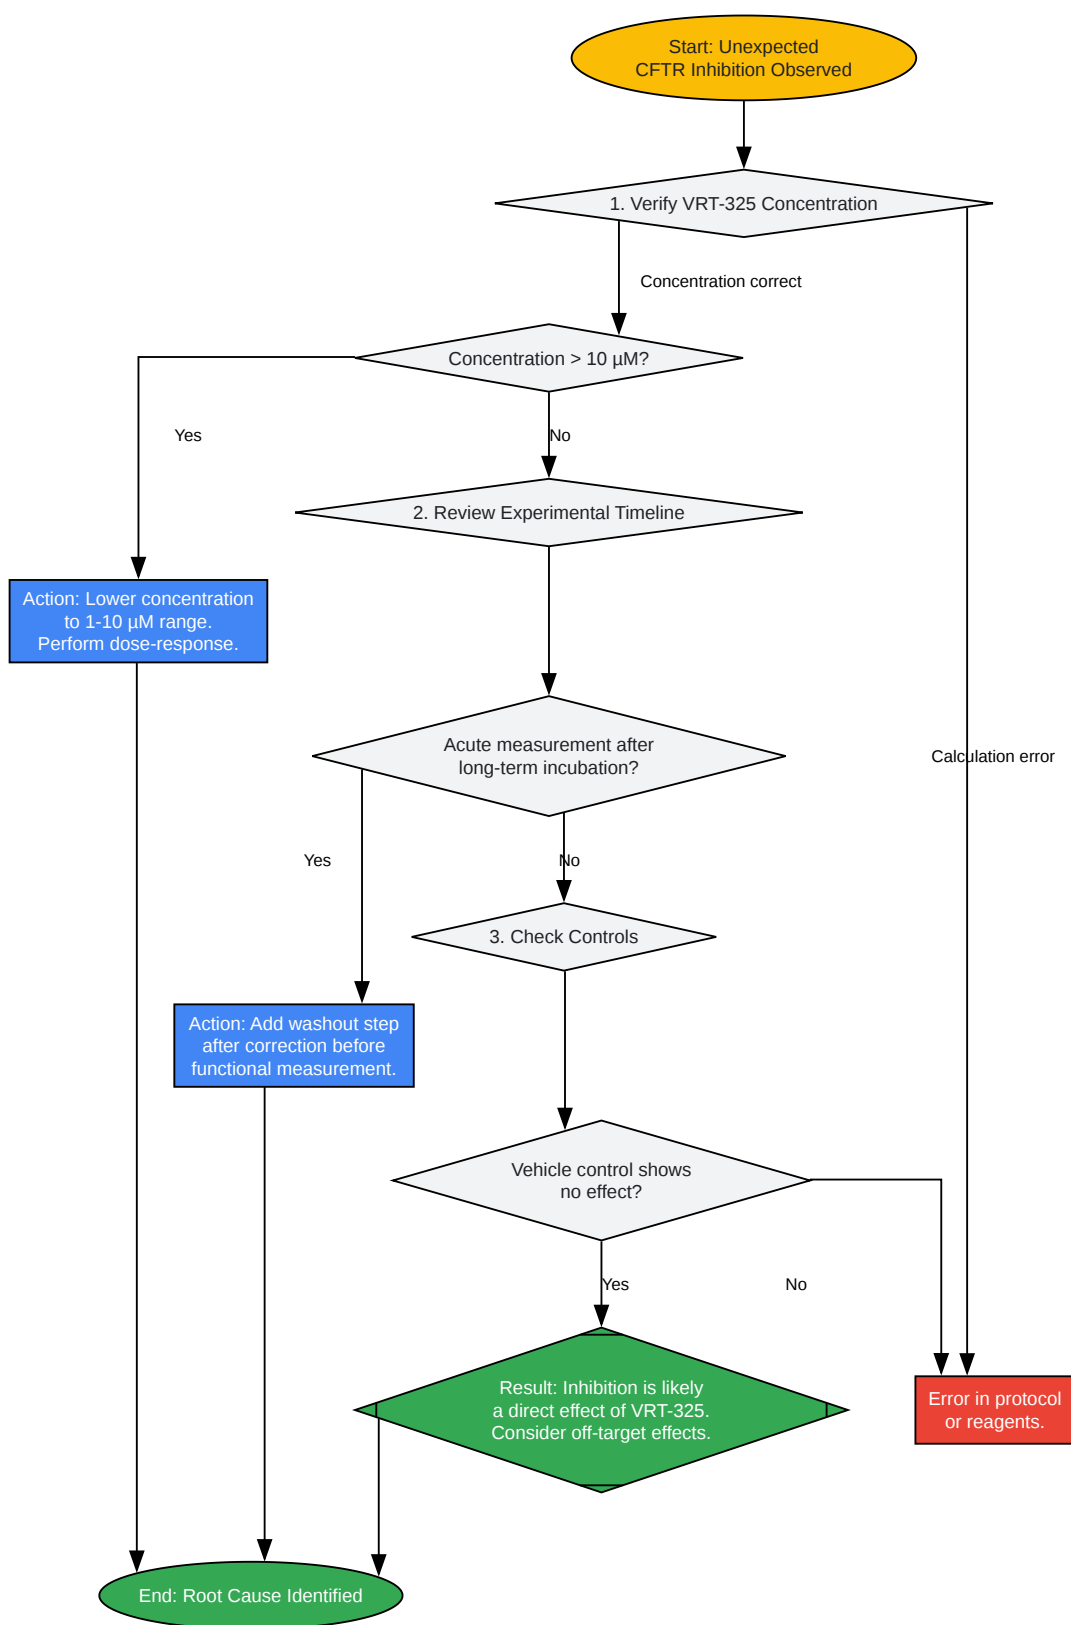 Start: Unexpected
CFTR Inhibition Observed
1. Verify VRT-325 Concentration
Concentration correct
Concentration > 10 µM?
Yes
No
2. Review Experimental Timeline
Action: Lower concentration
to 1-10 µM range.
Perform dose-response.
Acute measurement after
long-term incubation?
Calculation error
Yes
No
3. Check Controls
Action: Add washout step
after correction before
functional measurement.
Vehicle control shows
no effect?
Yes
No
Result: Inhibition is likely
a direct effect of VRT-325.
Consider off-target effects.
Error in protocol
or reagents.
End: Root Cause Identified